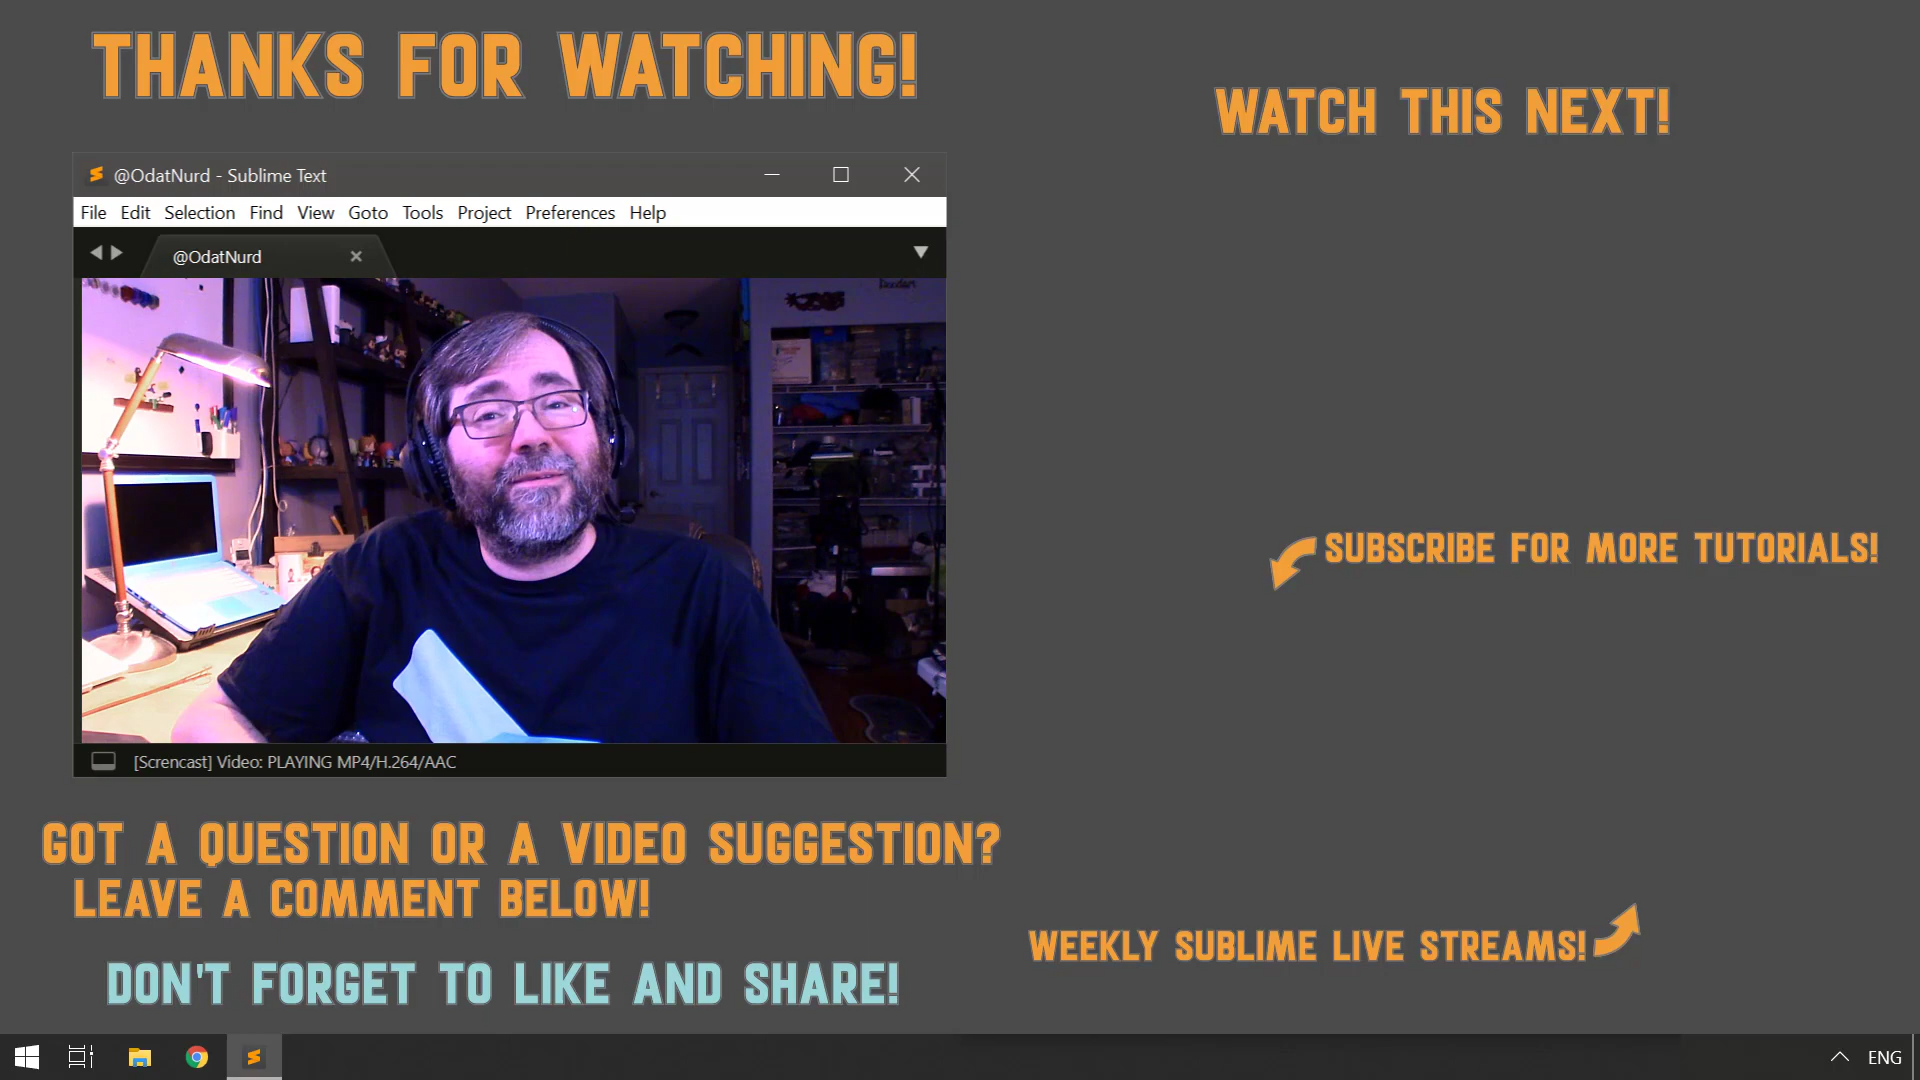 THANKS FOR WATCHING!
WATCH THIS NEXT!
@OdatNurd - Sublime Text
File Edit Selection Find View Goto Tools Project Preferences Help
@OdatNurd
SUBSCRIBE FOR MORE TUTORIALS!
[Screncast] Video: PLAYING MP4/H.264/AAC
GOT A QUESTION OR A VIDEO SUGGESTION?
LEAVE A COMMENT BELOW!
WEEKLY SUBLIME LIVE STREAMS!
DON'T FORGET TO LIKE AND SHARE!
ENG